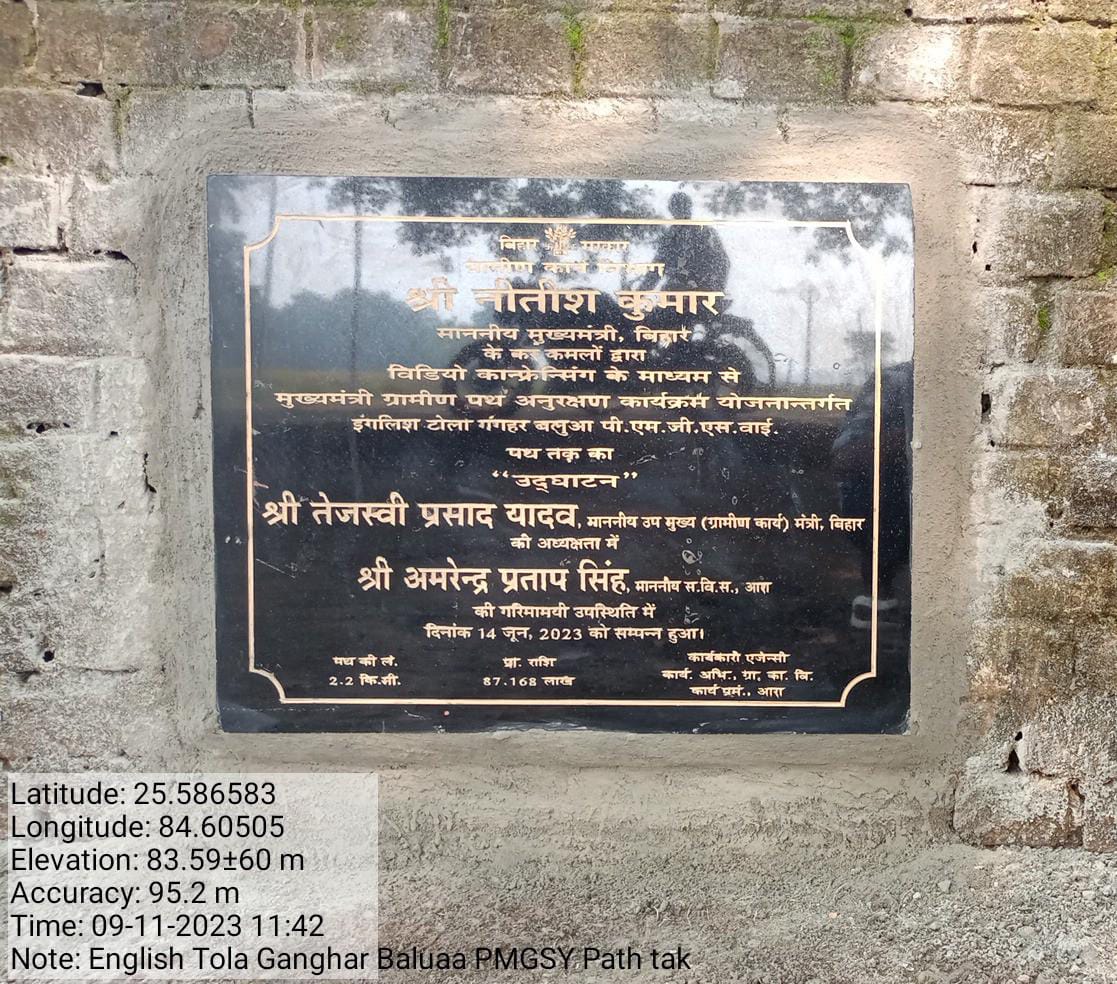 बिहार सरकार
ग्रामीण कार्य विभाग
श्री नीतीश कुमार
माननीय मुख्यमंत्री, बिहार
के कर कमलों द्वारा
विडियो कान्फ्रेन्सिंग के माध्यम से
मुख्यमंत्री ग्रामीण पथ अनुरक्षण कार्यक्रम योजनान्तर्गत
इंगलिश टोला गंगहर बलुआ पी.एम.जी.एस.वाई.
पथ तक का
“उद्घाटन”
श्री तेजस्वी प्रसाद यादव, माननीय उप मुख्य (ग्रामीण कार्य) मंत्री, बिहार
की अध्यक्षता में
श्री अमरेन्द्र प्रताप सिंह, माननीय स.वि.स., आरा
की गरिमामयी उपस्थिति में
दिनांक 14 जून, 2023 को सम्पन्न हुआ।
पथ की लं. प्रा. राशि कार्यकारी एजेन्सी
2.2 कि.मी. 87.168 लाख कार्य. अभि., ग्रा. का. वि.
कार्य प्रमं., आरा
Latitude: 25.586583
Longitude: 84.60505
Elevation: 83.59±60 m
Accuracy: 95.2 m
Time: 09-11-2023 11:42
Note: English Tola Ganghar Baluaa PMGSY Path tak